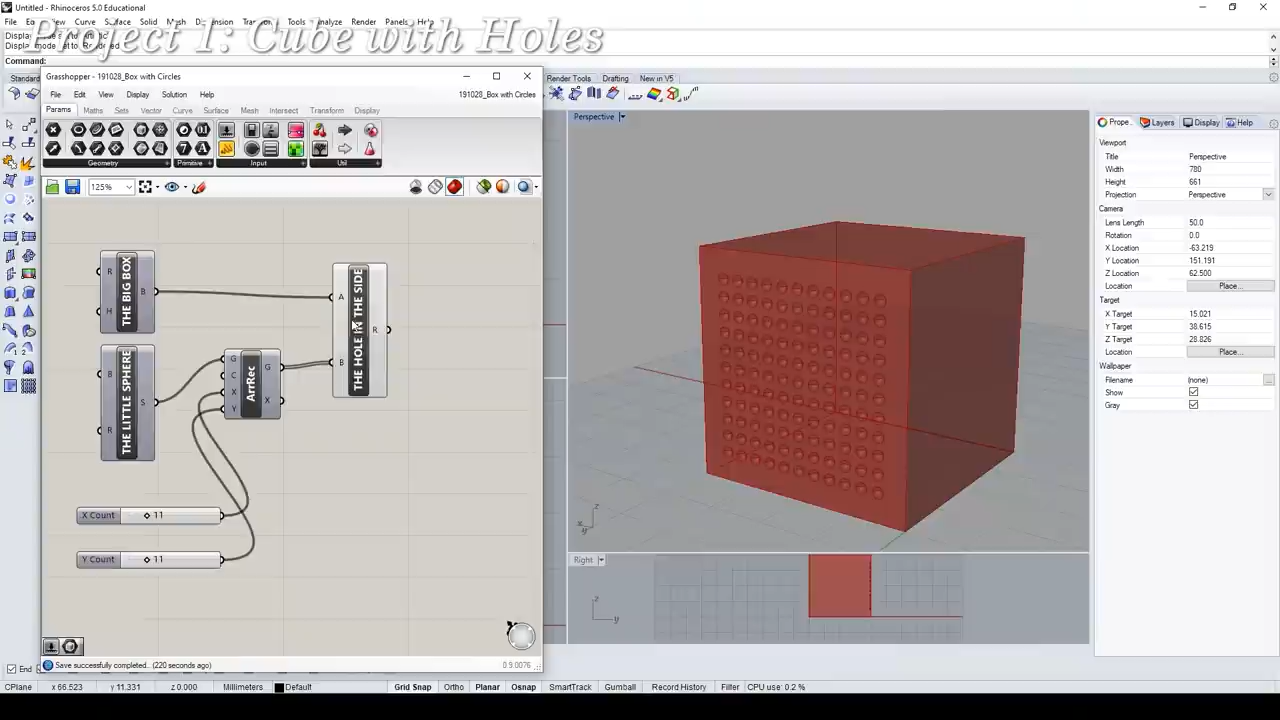 Untitled - Rhinoceros 5.0 Educational
File Edit View Curve Surface Solid Mesh Dimension Transform Tools Analyze Render Panels Help
Project 1: Cube with Holes
Command:
Standard
Render Tools Drafting New in V5
Grasshopper - 191028_Box with Circles
File Edit View Display Solution Help 191028_Box with Circles
Params Maths Sets Vector Curve Surface Mesh Intersect Transform Display
Geometry Primitive Input Util
125%
R
H
THE BIG BOX
B
B
R
THE LITTLE SPHERE
S
G
C
X
Y
ArrRec
G
X
A
B
THE HOLE IN THE SIDE
R
X Count 11
Y Count 11
Save successfully completed.. (220 seconds ago) 0.9.0076
Perspective
z
x
y
Right
z
y
Prope.. Layers Display Help
Viewport
Title Perspective
Width 780
Height 661
Projection Perspective
Camera
Lens Length 50.0
Rotation 0.0
X Location -63.219
Y Location 151.191
Z Location 62.500
Location Place...
Target
X Target 15.021
Y Target 38.615
Z Target 28.826
Location Place...
Wallpaper
Filename (none)
Show
Gray
End
CPlane x 66.523 y 11.331 z 0.000 Millimeters Default Grid Snap Ortho Planar Osnap SmartTrack Gumball Record History Filter CPU use: 0.2 %